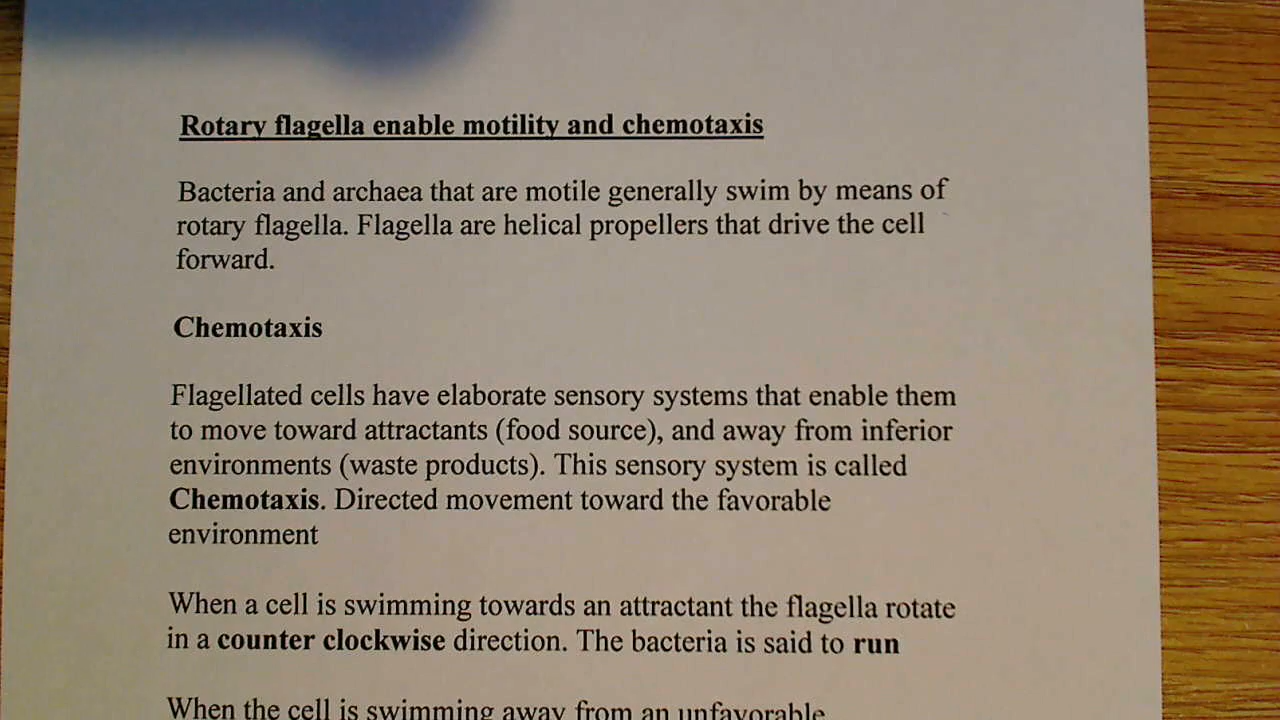 Rotary flagella enable motility and chemotaxis
Bacteria and archaea that are motile generally swim by means of
rotary flagella. Flagella are helical propellers that drive the cell
forward.
Chemotaxis
Flagellated cells have elaborate sensory systems that enable them
to move toward attractants (food source), and away from inferior
environments (waste products). This sensory system is called
Chemotaxis. Directed movement toward the favorable
environment
When a cell is swimming towards an attractant the flagella rotate
in a counter clockwise direction. The bacteria is said to run
When the cell is swimming away from an unfavorable